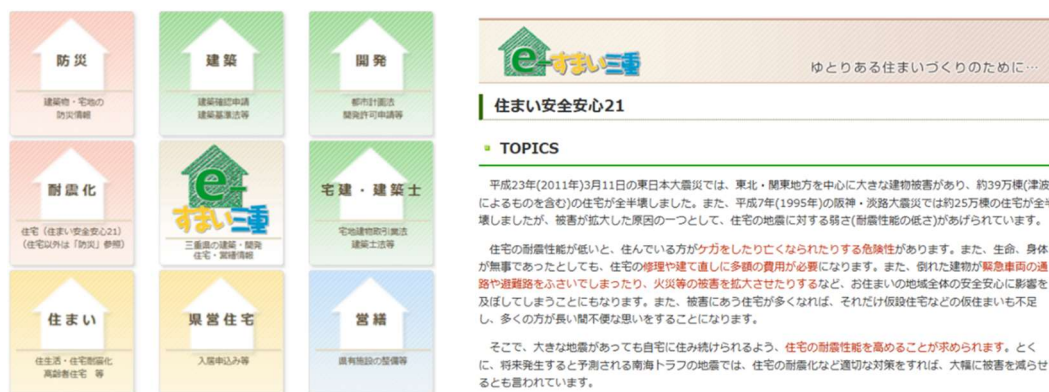 防災
建築物・宅地の
防災情報
建築
建築確認申請
建築基準法等
開発
都市計画法
開発許可申請等
耐震化
住宅（住まい安全安心21）
（住宅以外は「防災」参照）
e-
すまい三重
三重県の建築・開発
住宅・営繕情報
宅建・建築士
宅地建物取引業法
建築士法等
住まい
住生活・住宅耐震化
高齢者住宅 等
県営住宅
入居申込み等
営繕
県有施設の整備等
e-すまい三重
ゆとりある住まいづくりのために…
住まい安全安心21
TOPICS
平成23年(2011年)3月11日の東日本大震災では、東北・関東地方を中心に大きな建物被害があり、約39万棟(津波
によるものを含む)の住宅が全半壊しました。また、平成7年(1995年)の阪神・淡路大震災では約25万棟の住宅が全半
壊しましたが、被害が拡大した原因の一つとして、住宅の地震に対する弱さ(耐震性能の低さ)があげられています。
住宅の耐震性能が低いと、住んでいる方がケガをしたり亡くなられたりする危険性があります。また、生命、身体
が無事であったとしても、住宅の修理や建て直しに多額の費用が必要になります。また、倒れた建物が緊急車両の通
路や避難路をふさいでしまったり、火災等の被害を拡大させたりするなど、お住まいの地域全体の安全安心に影響を
及ぼしてしまうことにもなります。また、被害にあう住宅が多くなれば、それだけ仮設住宅などの仮住まいも不足
し、多くの方が長い間不便な思いをすることになります。
そこで、大きな地震があっても自宅に住み続けられるよう、住宅の耐震性能を高めることが求められます。とく
に、将来発生すると予測される南海トラフの地震では、住宅の耐震化など適切な対策をすれば、大幅に被害を減らせ
るとも言われています。